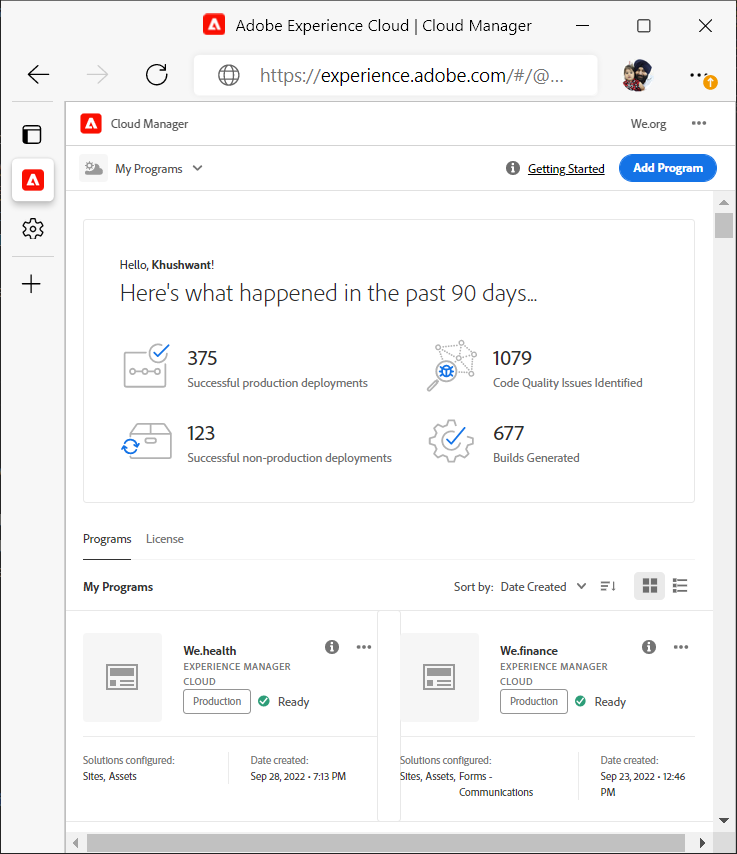 Adobe Experience Cloud | Cloud Manager
https://experience.adobe.com/#/@...
Cloud Manager
We.org
My Programs
Getting Started
Add Program
Hello, Khushwant!
Here's what happened in the past 90 days...
375
Successful production deployments
1079
Code Quality Issues Identified
123
Successful non-production deployments
677
Builds Generated
Programs
License
My Programs
Sort by: Date Created
We.health
EXPERIENCE MANAGER
CLOUD
Production
Ready
Solutions configured:
Sites, Assets
Date created:
Sep 28, 2022 • 7:13 PM
We.finance
EXPERIENCE MANAGER
CLOUD
Production
Ready
Solutions configured:
Sites, Assets, Forms -
Communications
Date created:
Sep 23, 2022 • 12:46
PM